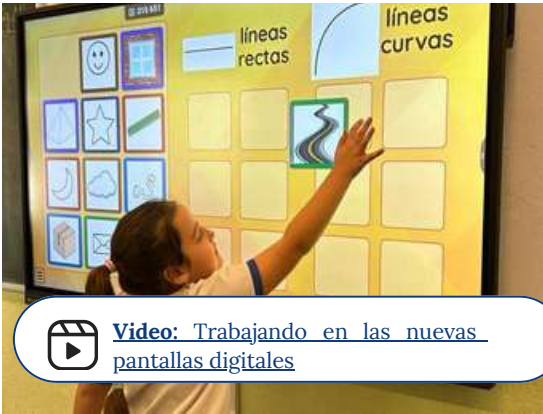 líneas
rectas
líneas
curvas
Video: Trabajando en las nuevas
pantallas digitales